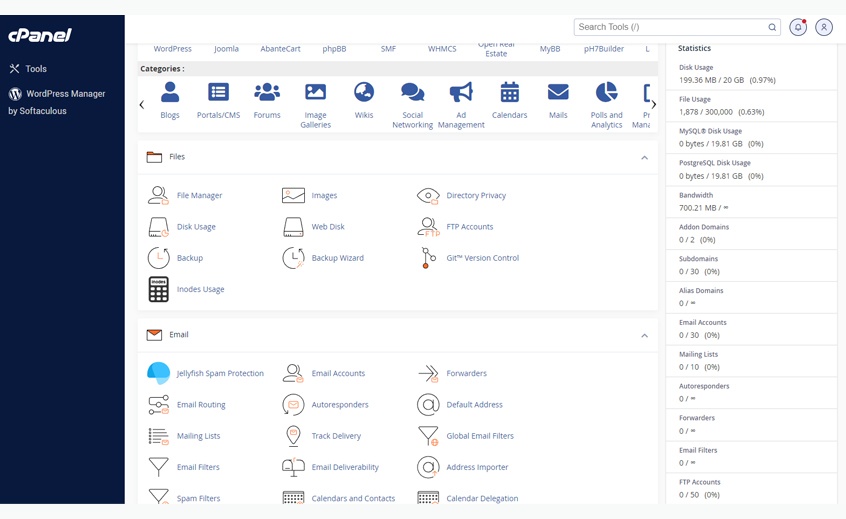 cPanel
Search Tools (/)
Tools
WordPress Manager
by Softaculous
WordPress
Joomla
AbanteCart
phpBB
SMF
WHMCS
Open Real
Estate
MyBB
pH7Builder
L
Categories :
Blogs
Portals/CMS
Forums
Image
Galleries
Wikis
Social
Networking
Ad
Management
Calendars
Mails
Polls and
Analytics
Pr
Mana
Files
File Manager
Images
Directory Privacy
Disk Usage
Web Disk
FTP Accounts
Backup
Backup Wizard
Git™ Version Control
Inodes Usage
Email
Jellyfish Spam Protection
Email Accounts
Forwarders
Email Routing
Autoresponders
Default Address
Mailing Lists
Track Delivery
Global Email Filters
Email Filters
Email Deliverability
Address Importer
Spam Filters
Calendars and Contacts
Calendar Delegation
Statistics
Disk Usage
199.36 MB / 20 GB (0.97%)
File Usage
1,878 / 300,000 (0.63%)
MySQL® Disk Usage
0 bytes / 19.81 GB (0%)
PostgreSQL Disk Usage
0 bytes / 19.81 GB (0%)
Bandwidth
700.21 MB / ∞
Addon Domains
0 / 2 (0%)
Subdomains
0 / 30 (0%)
Alias Domains
0 / ∞
Email Accounts
0 / 30 (0%)
Mailing Lists
0 / 10 (0%)
Autoresponders
0 / ∞
Forwarders
0 / ∞
Email Filters
0 / ∞
FTP Accounts
0 / 50 (0%)